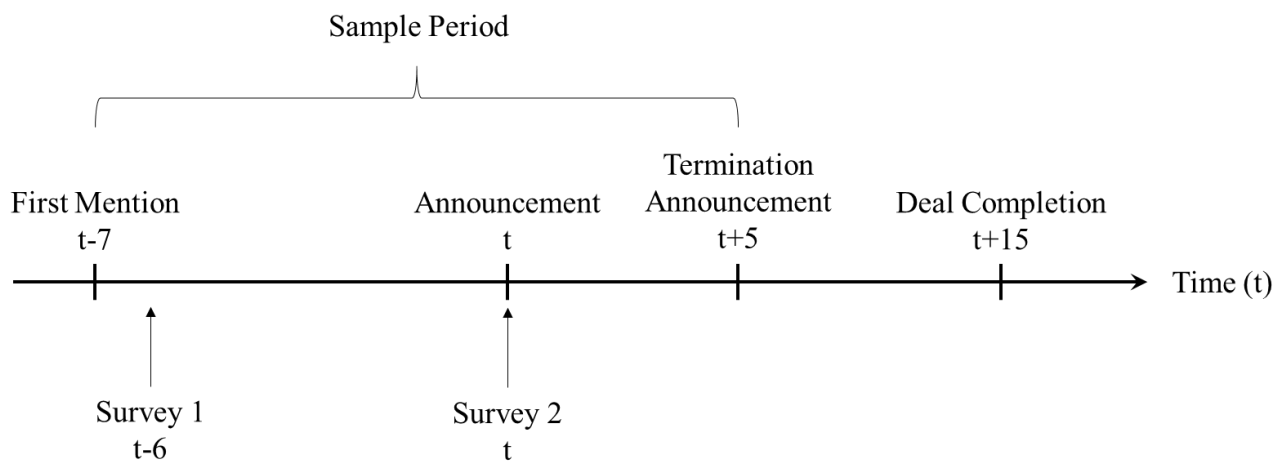 Sample Period
First Mention
t-7
Announcement
t
Termination
Announcement
t+5
Deal Completion
t+15
Time (t)
Survey 1
t-6
Survey 2
t